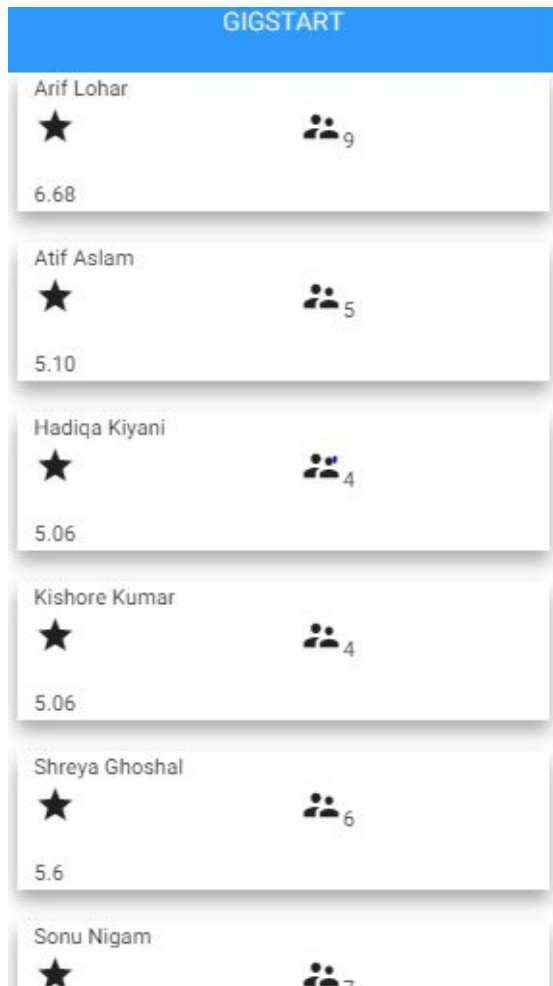 GIGSTART
Arif Lohar
9
6.68
Atif Aslam
5
5.10
Hadiqa Kiyani
4
5.06
Kishore Kumar
4
5.06
Shreya Ghoshal
6
5.6
Sonu Nigam